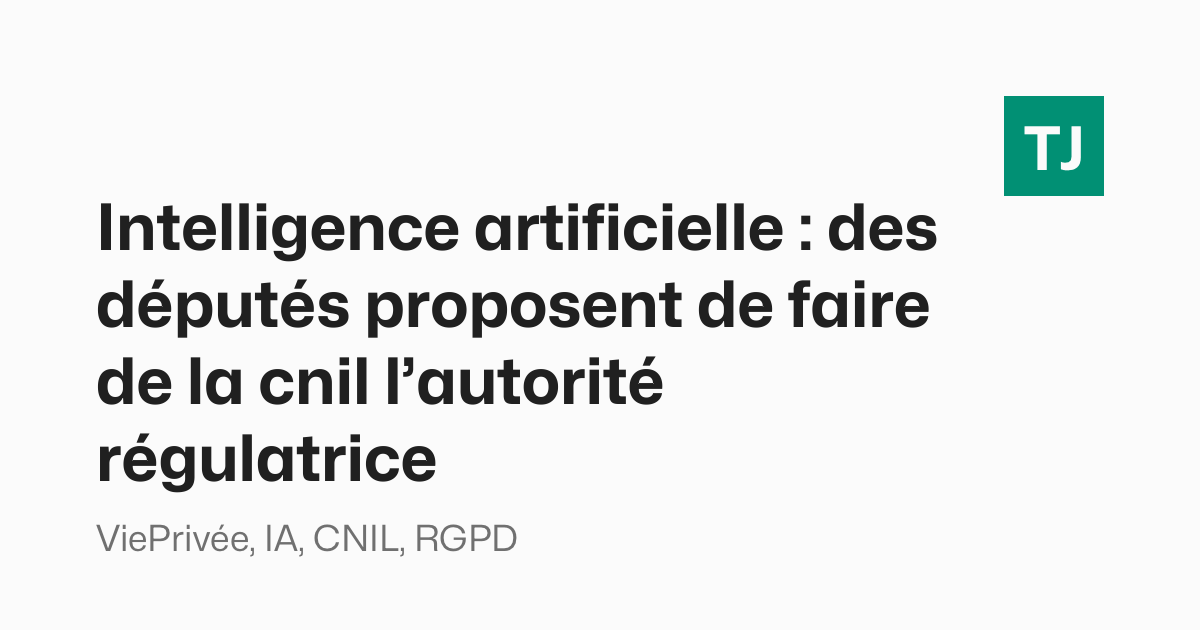 TJ
Intelligence artificielle : des
députés proposent de faire
de la cnil l’autorité
régulatrice
ViePrivée, IA, CNIL, RGPD